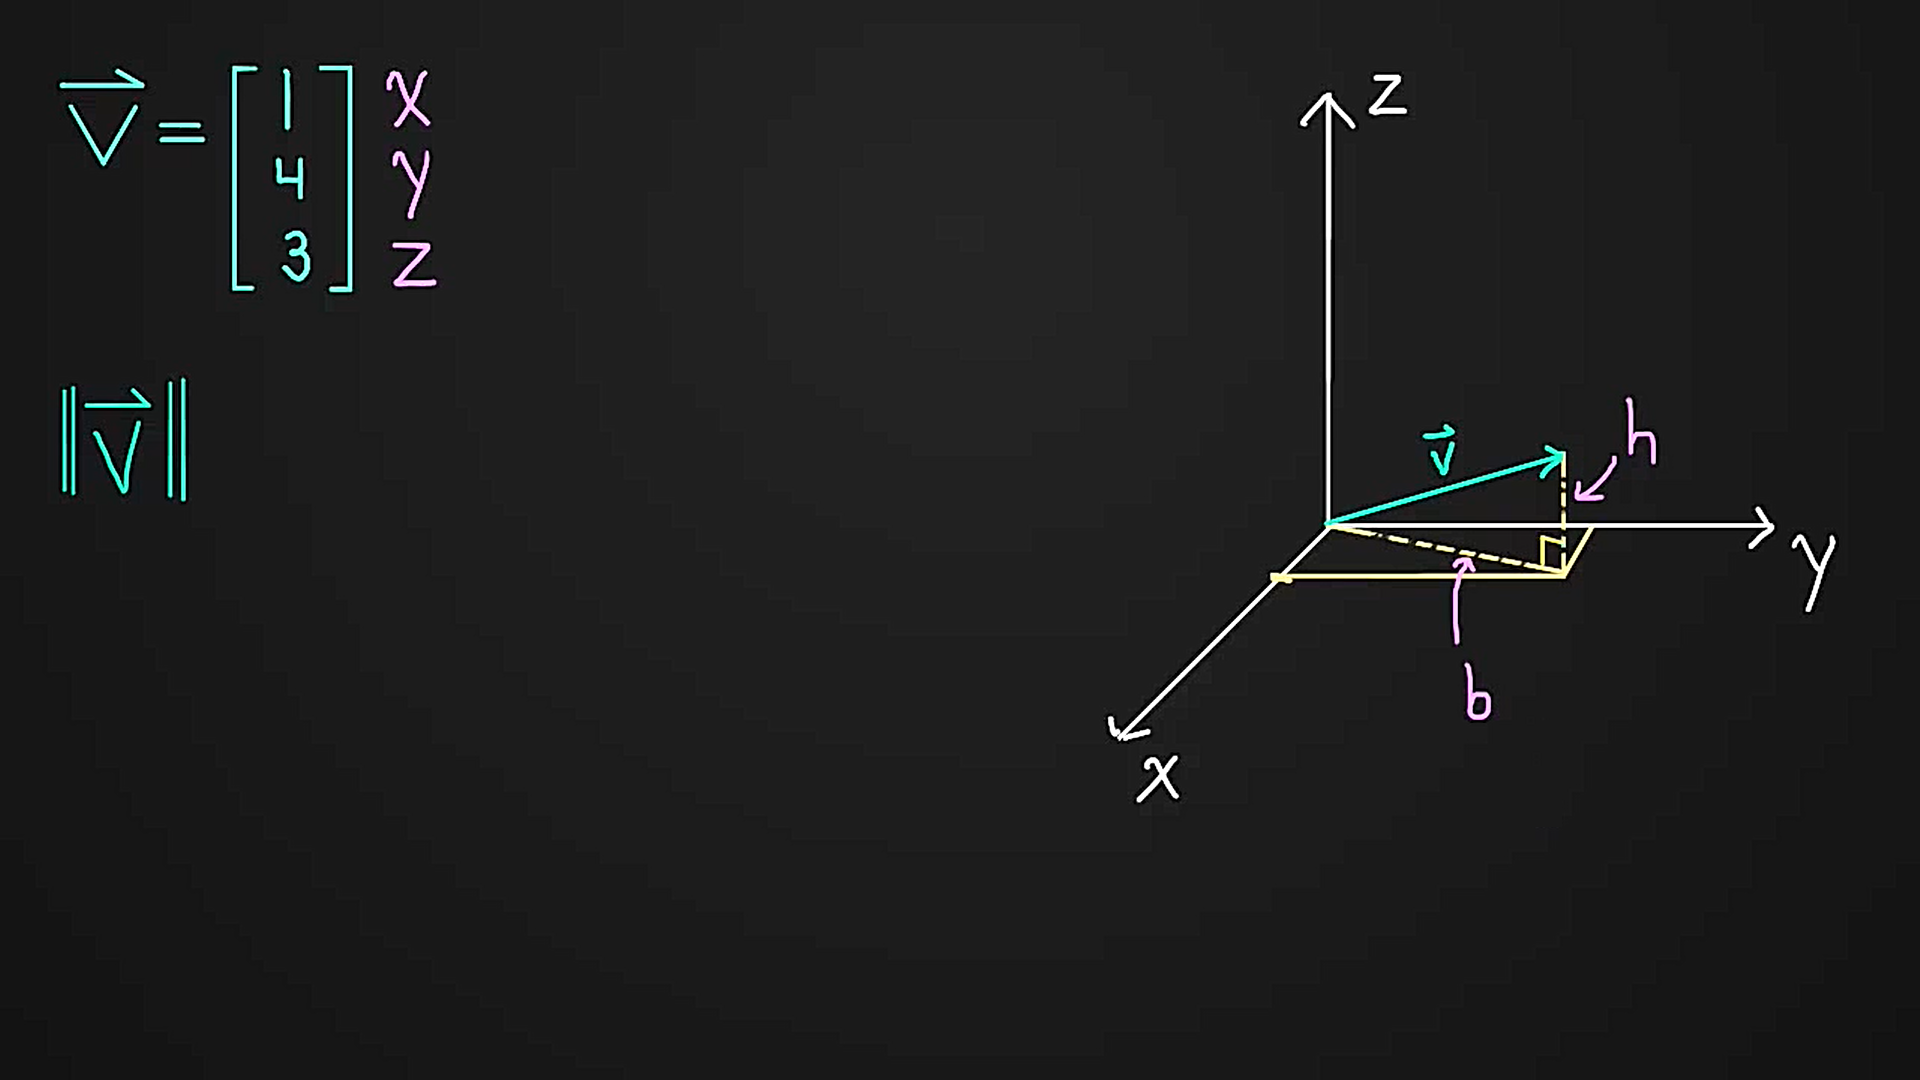 v⃗ = [1 4 3] x y z
‖v⃗‖
z
v⃗
h
y
b
x